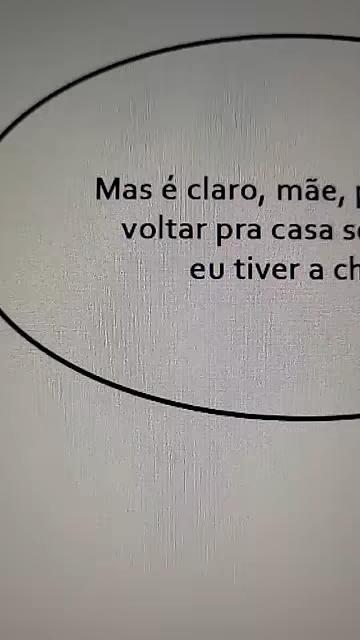 Mas é claro, mãe,
voltar pra casa
eu tiver a